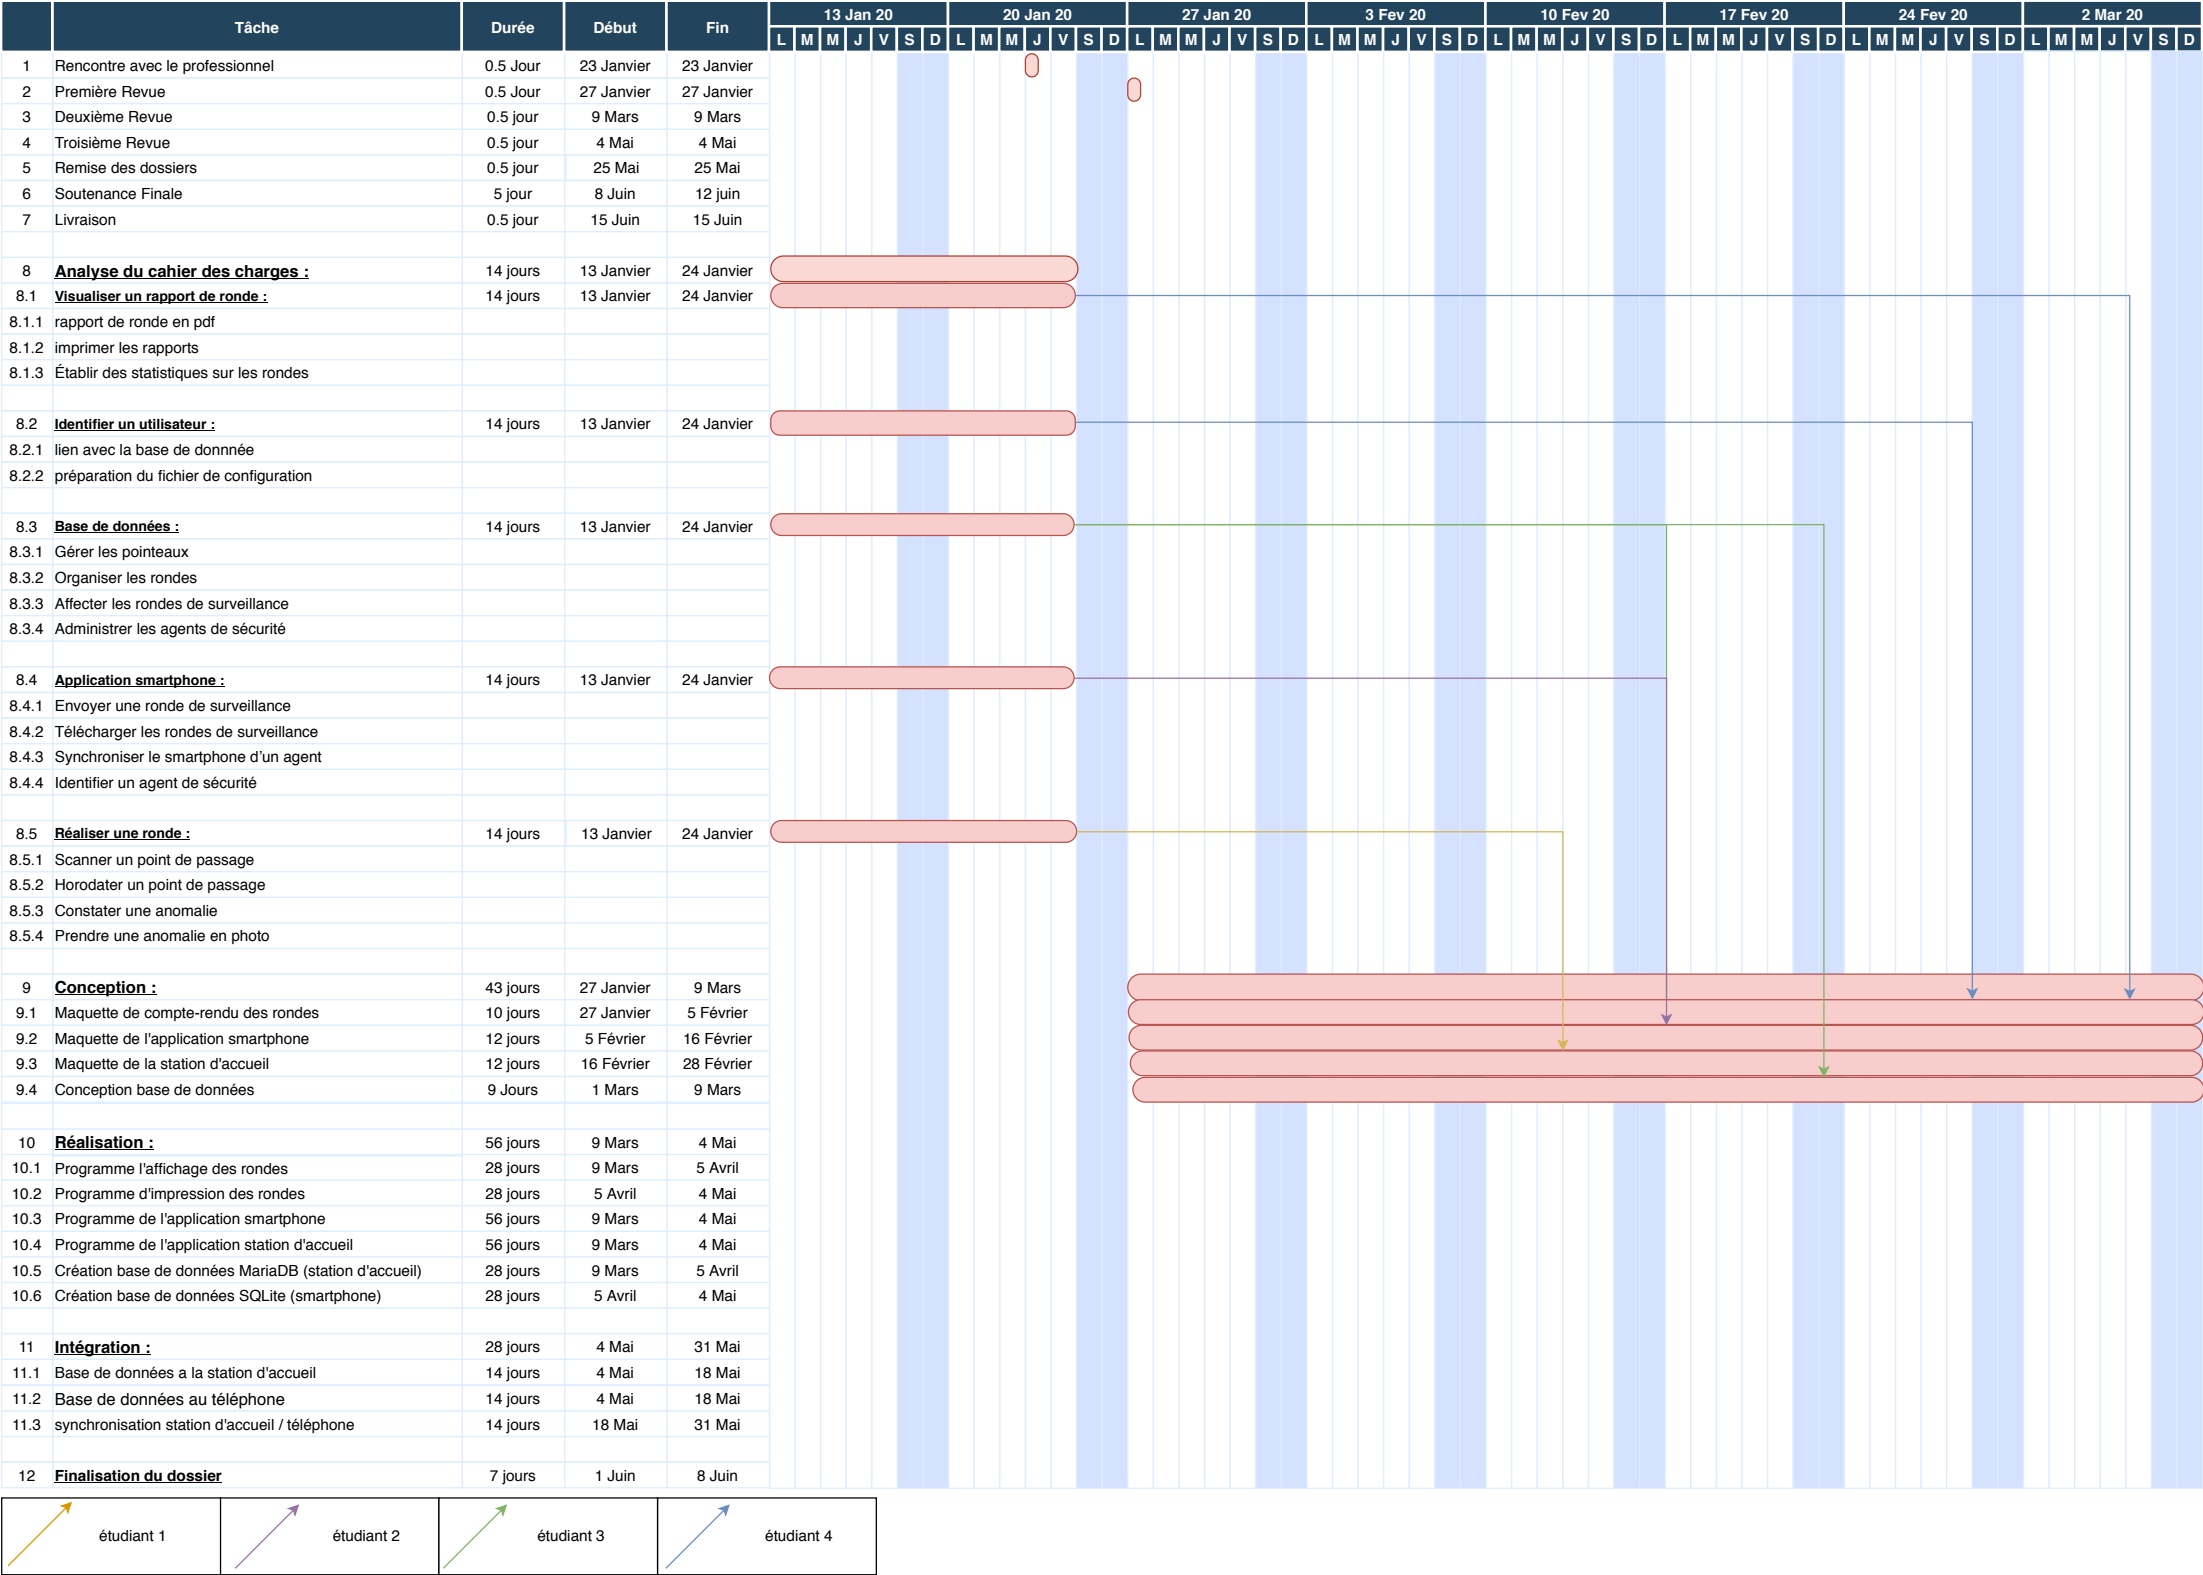 Tâche Durée Début Fin 13 Jan 20 20 Jan 20 27 Jan 20 3 Fev 20 10 Fev 20 17 Fev 20 24 Fev 20 2 Mar 20
L M M J V S D L M M J V S D L M M J V S D L M M J V S D L M M J V S D L M M J V S D L M M J V S D L M M J V S D
1 Rencontre avec le professionnel 0.5 Jour 23 Janvier 23 Janvier
2 Première Revue 0.5 Jour 27 Janvier 27 Janvier
3 Deuxième Revue 0.5 jour 9 Mars 9 Mars
4 Troisième Revue 0.5 jour 4 Mai 4 Mai
5 Remise des dossiers 0.5 jour 25 Mai 25 Mai
6 Soutenance Finale 5 jour 8 Juin 12 juin
7 Livraison 0.5 jour 15 Juin 15 Juin
8 Analyse du cahier des charges : 14 jours 13 Janvier 24 Janvier
8.1 Visualiser un rapport de ronde : 14 jours 13 Janvier 24 Janvier
8.1.1 rapport de ronde en pdf
8.1.2 imprimer les rapports
8.1.3 Établir des statistiques sur les rondes
8.2 Identifier un utilisateur : 14 jours 13 Janvier 24 Janvier
8.2.1 lien avec la base de donnnée
8.2.2 préparation du fichier de configuration
8.3 Base de données : 14 jours 13 Janvier 24 Janvier
8.3.1 Gérer les pointeaux
8.3.2 Organiser les rondes
8.3.3 Affecter les rondes de surveillance
8.3.4 Administrer les agents de sécurité
8.4 Application smartphone : 14 jours 13 Janvier 24 Janvier
8.4.1 Envoyer une ronde de surveillance
8.4.2 Télécharger les rondes de surveillance
8.4.3 Synchroniser le smartphone d’un agent
8.4.4 Identifier un agent de sécurité
8.5 Réaliser une ronde : 14 jours 13 Janvier 24 Janvier
8.5.1 Scanner un point de passage
8.5.2 Horodater un point de passage
8.5.3 Constater une anomalie
8.5.4 Prendre une anomalie en photo
9 Conception : 43 jours 27 Janvier 9 Mars
9.1 Maquette de compte-rendu des rondes 10 jours 27 Janvier 5 Février
9.2 Maquette de l'application smartphone 12 jours 5 Février 16 Février
9.3 Maquette de la station d'accueil 12 jours 16 Février 28 Février
9.4 Conception base de données 9 Jours 1 Mars 9 Mars
10 Réalisation : 56 jours 9 Mars 4 Mai
10.1 Programme l'affichage des rondes 28 jours 9 Mars 5 Avril
10.2 Programme d'impression des rondes 28 jours 5 Avril 4 Mai
10.3 Programme de l'application smartphone 56 jours 9 Mars 4 Mai
10.4 Programme de l'application station d'accueil 56 jours 9 Mars 4 Mai
10.5 Création base de données MariaDB (station d'accueil) 28 jours 9 Mars 5 Avril
10.6 Création base de données SQLite (smartphone) 28 jours 5 Avril 4 Mai
11 Intégration : 28 jours 4 Mai 31 Mai
11.1 Base de données a la station d'accueil 14 jours 4 Mai 18 Mai
11.2 Base de données au téléphone 14 jours 4 Mai 18 Mai
11.3 synchronisation station d'accueil / téléphone 14 jours 18 Mai 31 Mai
12 Finalisation du dossier 7 jours 1 Juin 8 Juin
étudiant 1 étudiant 2 étudiant 3 étudiant 4